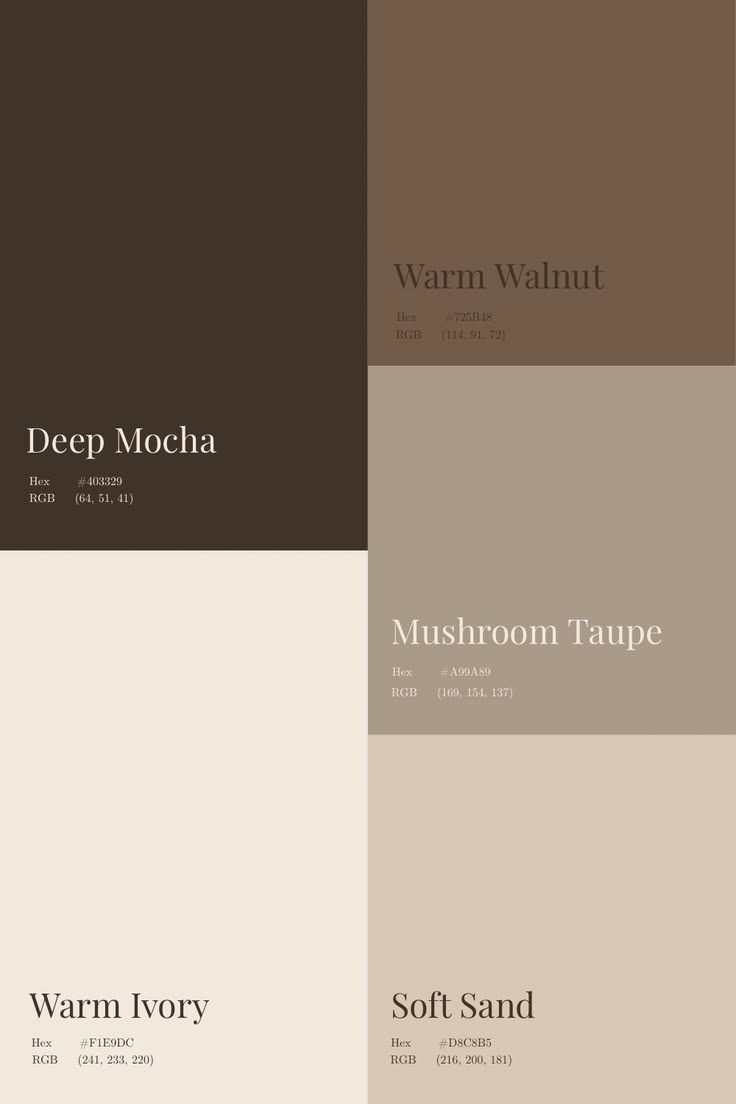 Deep Mocha
Hex #403329
RGB (64, 51, 41)
Warm Walnut
Hex #725B48
RGB (114, 91, 72)
Mushroom Taupe
Hex #A99A89
RGB (169, 154, 137)
Warm Ivory
Hex #F1E9DC
RGB (241, 233, 220)
Soft Sand
Hex #D8C8B5
RGB (216, 200, 181)